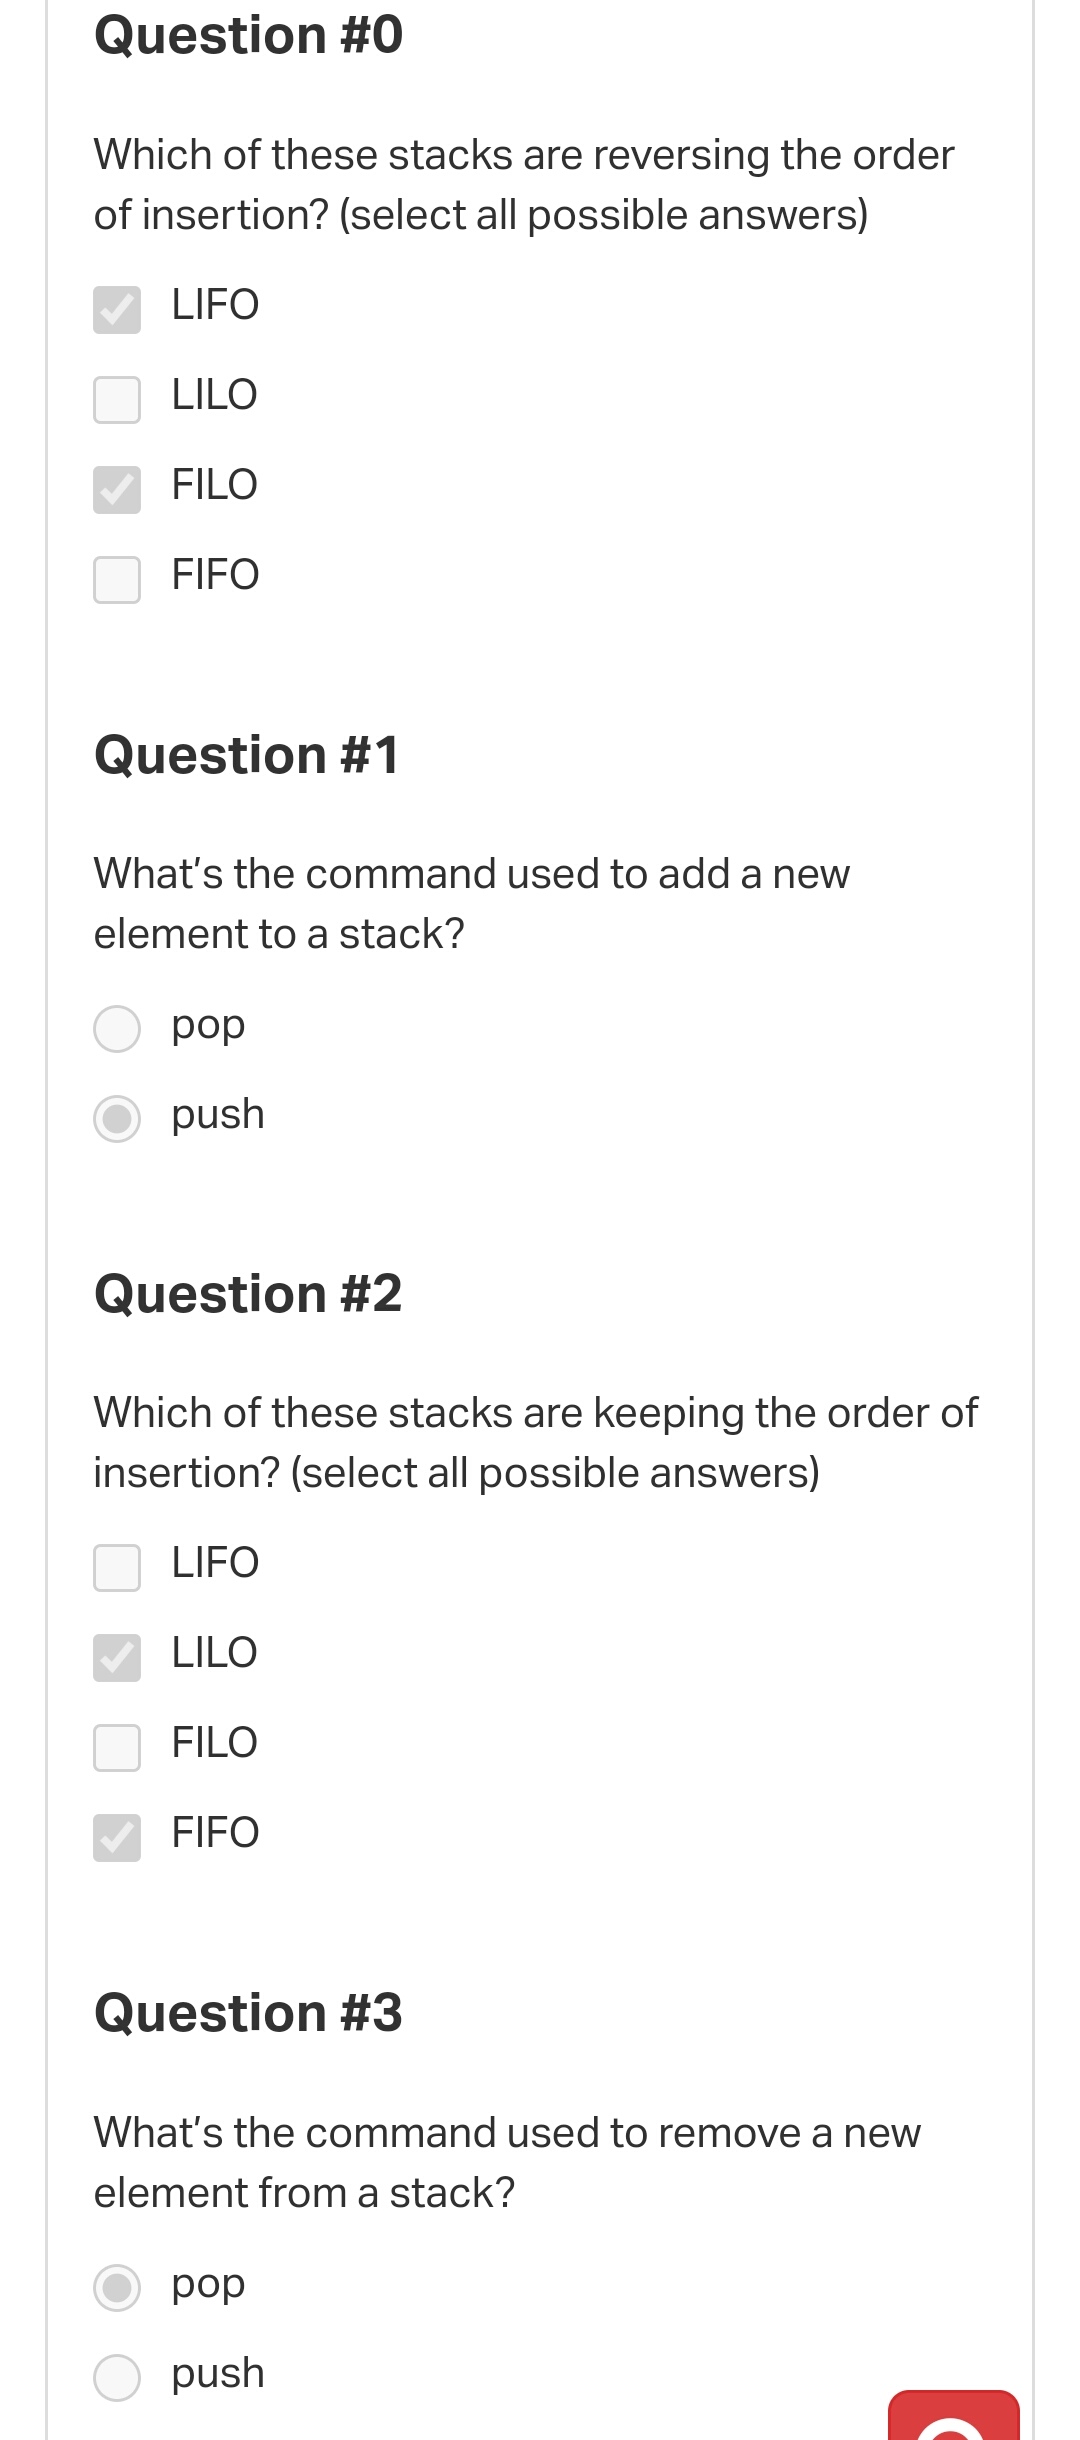 Question #0
Which of these stacks are reversing the order
of insertion? (select all possible answers)
LIFO
LILO
FILO
FIFO
Question #1
What's the command used to add a new
element to a stack?
pop
push
Question #2
Which of these stacks are keeping the order of
insertion? (select all possible answers)
LIFO
LILO
FILO
FIFO
Question #3
What's the command used to remove a new
element from a stack?
pop
push